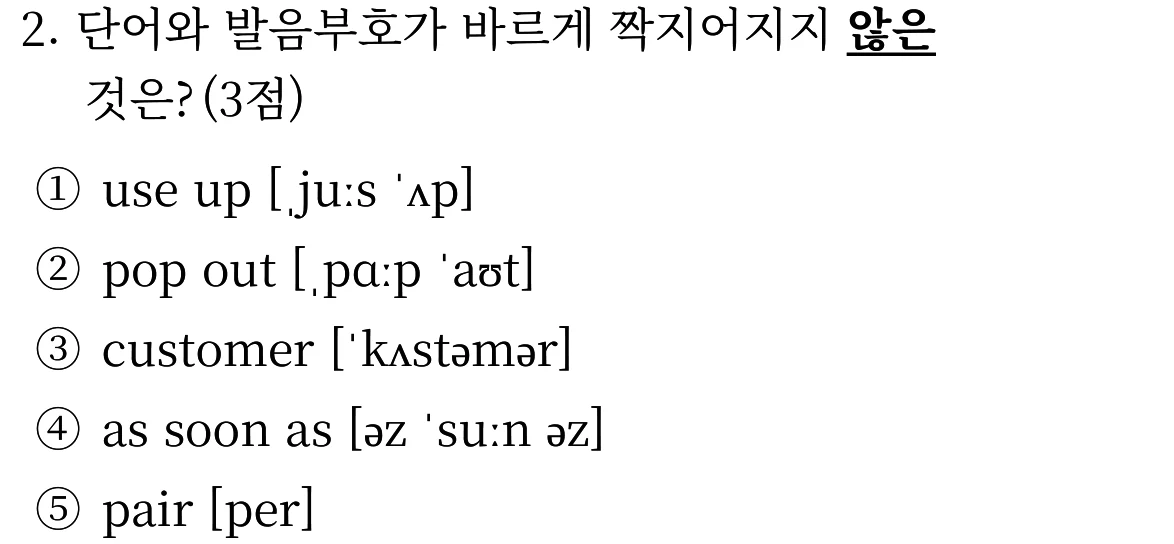 2. 단어와 발음부호가 바르게 짝지어지지 않은
것은?(3점)
① use up [ˌjuːs ˈʌp]
② pop out [ˌpɑːp ˈaʊt]
③ customer [ˈkʌstəmər]
④ as soon as [əz ˈsuːn əz]
⑤ pair [per]